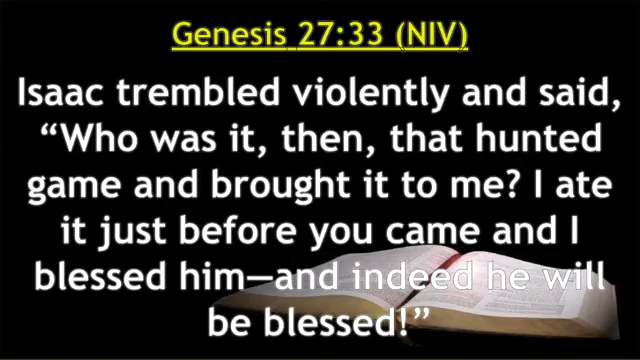 Genesis 27:33 (NIV)
Isaac trembled violently and said,
“Who was it, then, that hunted
game and brought it to me? I ate
it just before you came and I
blessed him—and indeed he will
be blessed!”